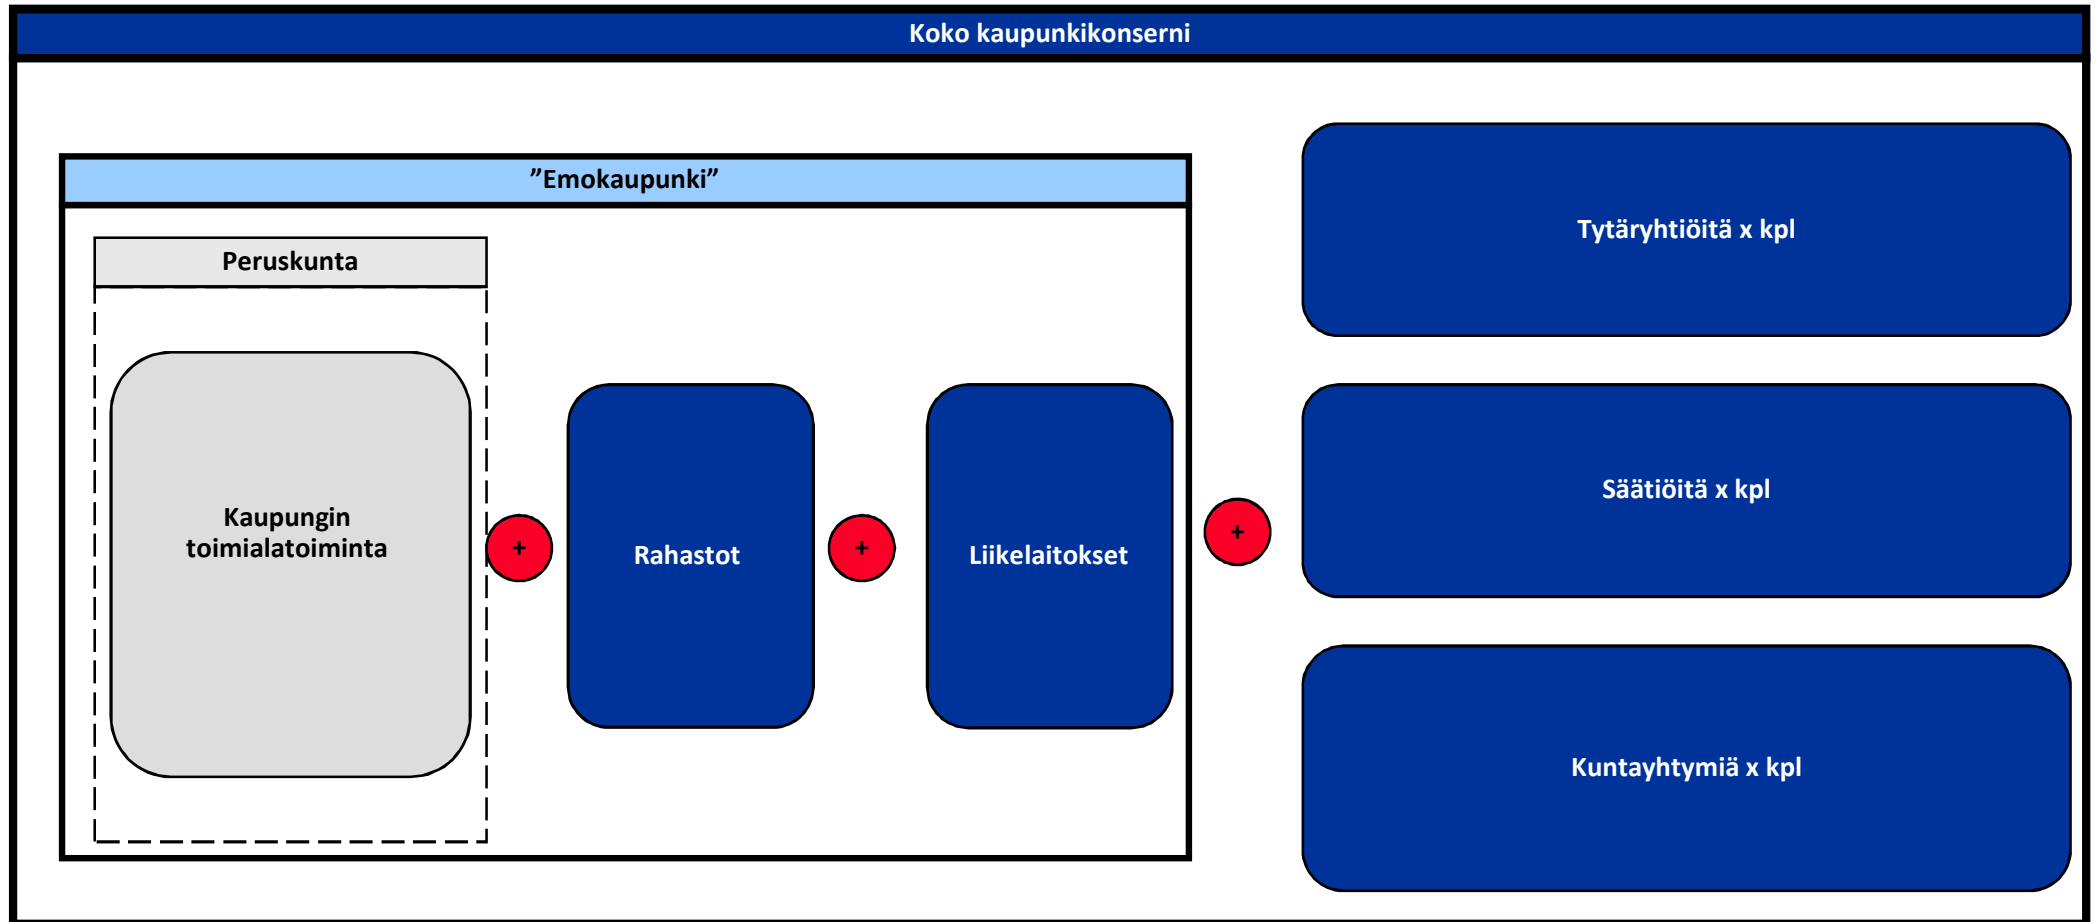 Koko kaupunkikonserni
”Emokaupunki”
Peruskunta
Kaupungin
toimialatoiminta
+
Rahastot
+
Liikelaitokset
+
Tytäryhtiöitä x kpl
Säätiöitä x kpl
Kuntayhtymiä x kpl